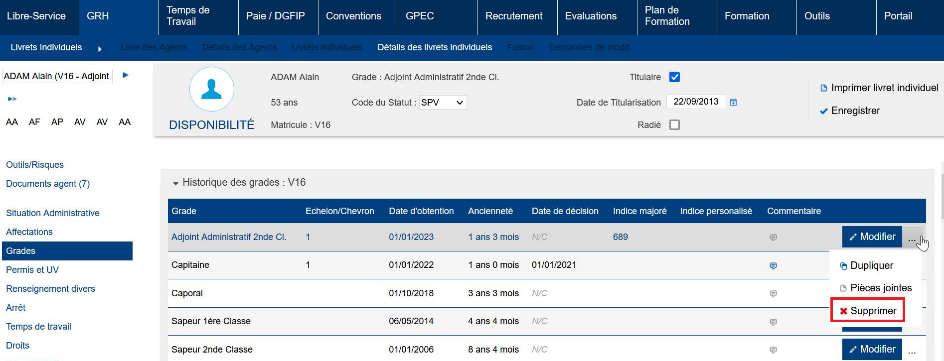 Libre-Service GRH Temps de Travail Paie / DGFIP Conventions GPEC Recrutement Evaluations Plan de Formation Formation Outils Portail
Livrets Individuels Liste des Agents Détails des Agents Livrets individuels Détails des livrets individuels Fusion Demandes de modif.
ADAM Alain (V16 - Adjoint
AA AF AP AV AV AA
Outils/Risques
Documents agent (7)
Situation Administrative
Affectations
Grades
Permis et UV
Renseignement divers
Arrêt
Temps de travail
Droits
ADAM Alain Grade : Adjoint Administratif 2nde Cl. Titulaire
53 ans Code du Statut : SPV Date de Titularisation 22/09/2013
DISPONIBILITÉ Matricule : V16 Radié
Imprimer livret individuel
Enregistrer
Historique des grades : V16
Grade Echelon/Chevron Date d'obtention Ancienneté Date de décision Indice majoré Indice personalisé Commentaire
Adjoint Administratif 2nde Cl. 1 01/01/2023 1 ans 3 mois N/C 689 Modifier ...
Capitaine 1 01/01/2022 1 ans 0 mois 01/01/2021
Caporal 01/10/2018 3 ans 3 mois N/C
Sapeur 1ére Classe 06/05/2014 4 ans 4 mois N/C
Sapeur 2nde Classe 01/01/2006 8 ans 4 mois N/C Modifier ...
Dupliquer
Pièces jointes
Supprimer